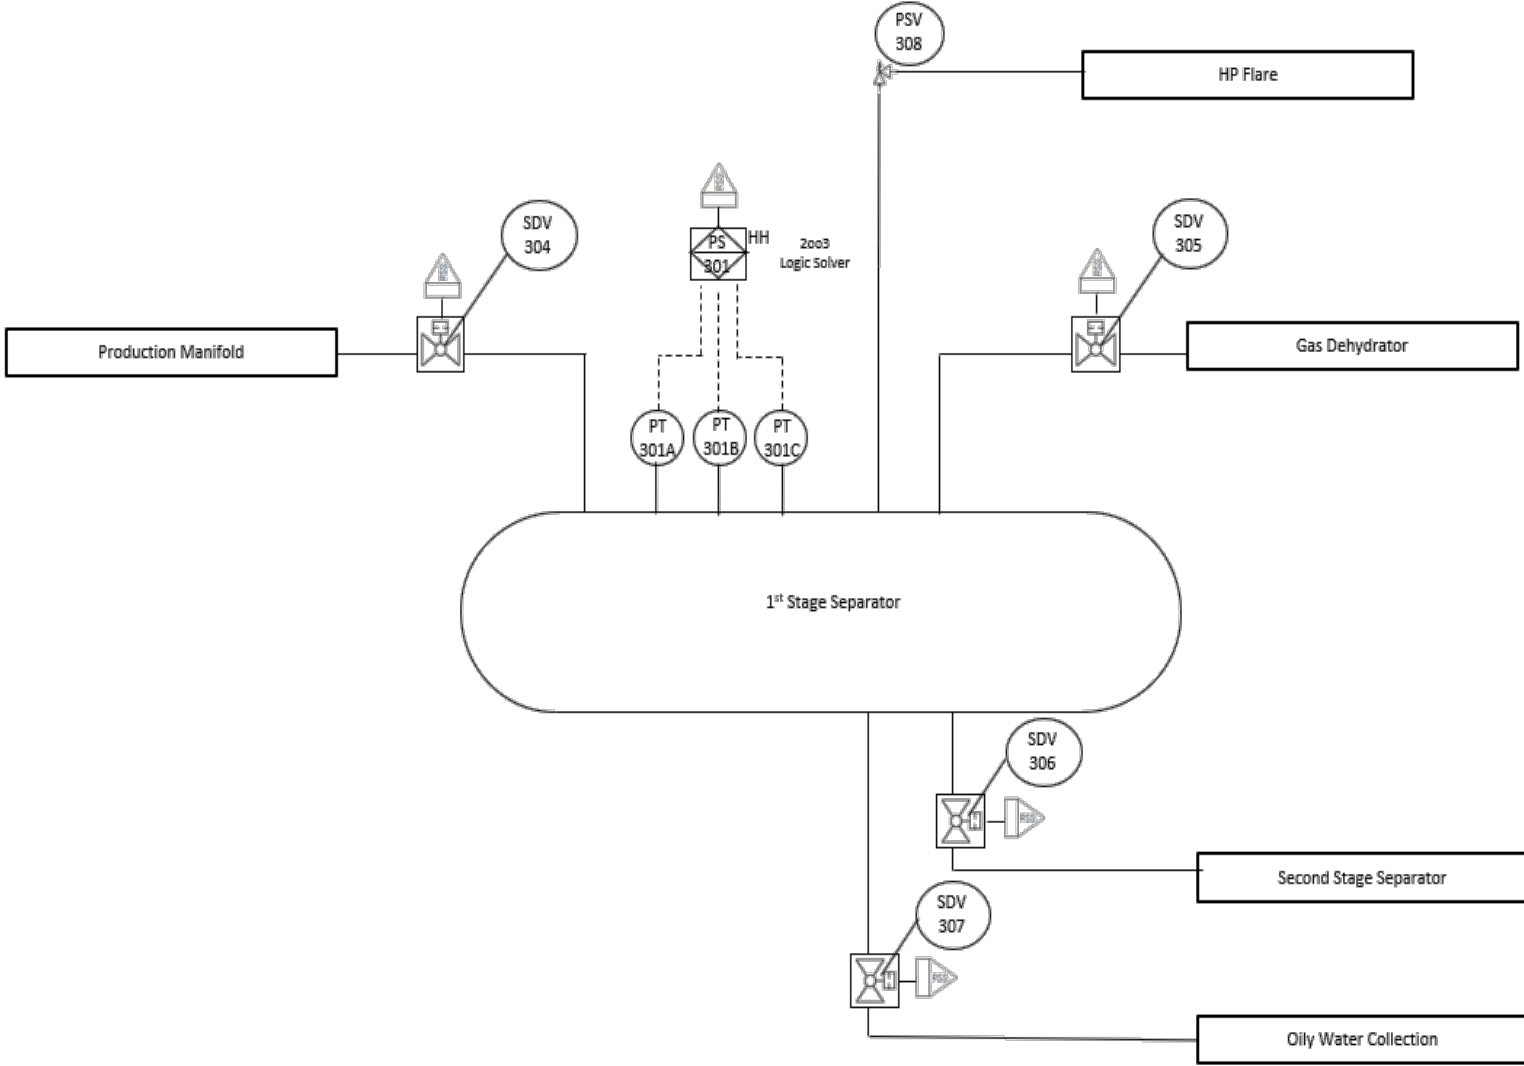 PSV
308
HP Flare
SDV
304
PS
301
HH
2oo3
Logic Solver
SDV
305
Production Manifold
Gas Dehydrator
PT
301A
PT
301B
PT
301C
1st Stage Separator
SDV
306
Second Stage Separator
SDV
307
Oily Water Collection